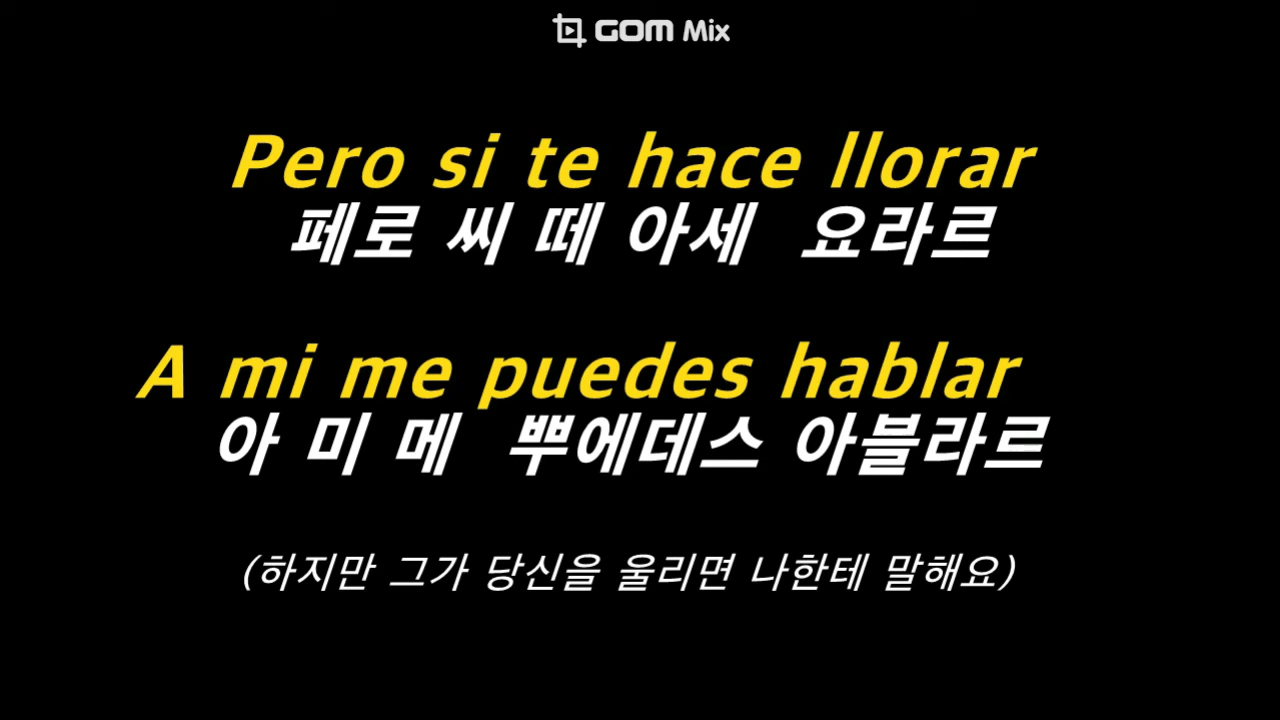 GOM Mix
Pero si te hace llorar
페로 씨 떼 아세 요라르
A mi me puedes hablar
아 미 메 뿌에데스 아블라르
(하지만 그가 당신을 울리면 나한테 말해요)